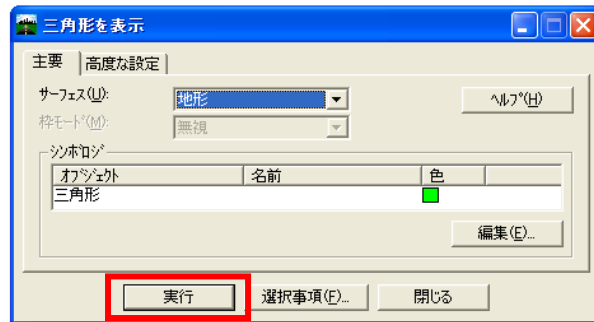 三角形を表示
主要 高度な設定
サーフェス(U): 地形 ヘルプ(H)
枠モード(M): 無視
シンボロジ
オブジェクト 名前 色
三角形
編集(E)...
実行 選択事項(F)... 閉じる